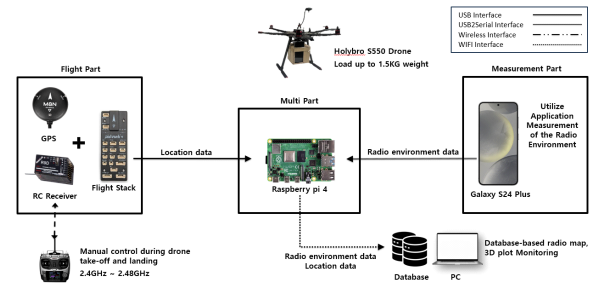 USB Interface
USB2Serial Interface
Wireless Interface
WIFI Interface
Holybro S550 Drone
Load up to 1.5KG weight
Flight Part
Multi Part
Measurement Part
M8N
GPS
RC Receiver
Flight Stack
Location data
Raspberry pi 4
Radio environment data
Utilize
Application
Measurement
of the Radio
Environment
Galaxy S24 Plus
Manual control during drone
take-off and landing
2.4GHz ~ 2.48GHz
Radio environment data
Location data
Database
PC
Database-based radio map,
3D plot Monitoring